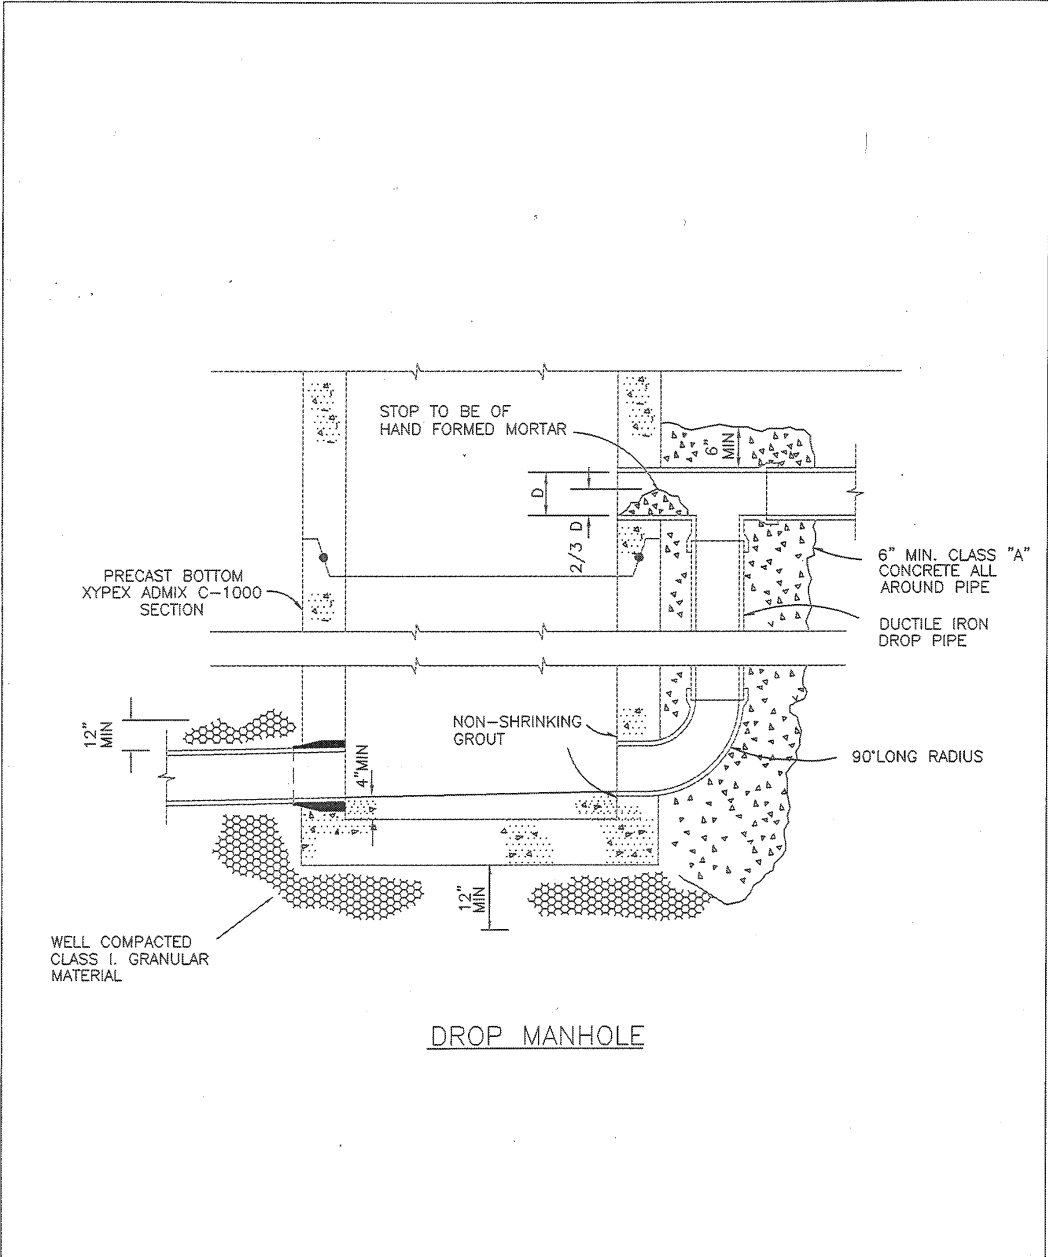 STOP TO BE OF
HAND FORMED MORTAR
6"
MIN
D
2/3 D
PRECAST BOTTOM
XYPEX ADMIX C-1000
SECTION
6" MIN. CLASS "A"
CONCRETE ALL
AROUND PIPE
DUCTILE IRON
DROP PIPE
12"
MIN
NON-SHRINKING
GROUT
4"MIN
90°LONG RADIUS
12"
MIN
WELL COMPACTED
CLASS I. GRANULAR
MATERIAL
DROP MANHOLE